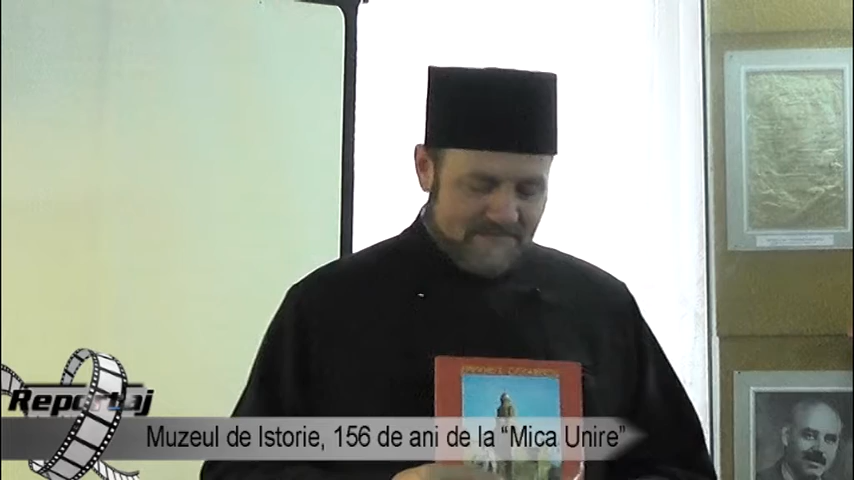 Reportaj
Muzeul de Istorie, 156 de ani de la “Mica Unire”